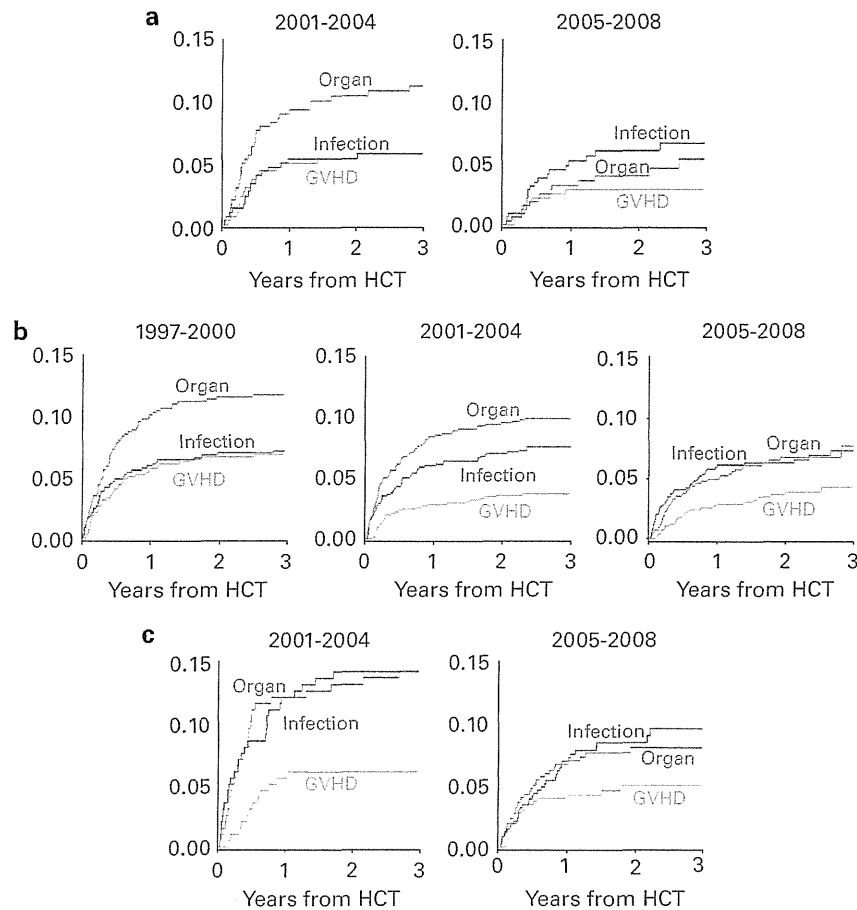 a
2001-2004 2005-2008
0.15 0.15
Organ
0.10 0.10
Infection Infection
0.05 0.05
GVHD Organ
GVHD
0.00 0.00
0 1 2 3 0 1 2 3
Years from HCT Years from HCT
b
1997-2000 2001-2004 2005-2008
0.15 0.15 0.15
Organ Organ
0.10 0.10 0.10
Infection Infection Infection Organ
0.05 0.05 0.05
GVHD GVHD GVHD
0.00 0.00 0.00
0 1 2 3 0 1 2 3 0 1 2 3
Years from HCT Years from HCT Years from HCT
c
2001-2004 2005-2008
0.15 0.15
Organ
Infection Infection
0.10 0.10
Organ
0.05 0.05
GVHD GVHD
0.00 0.00
0 1 2 3 0 1 2 3
Years from HCT Years from HCT